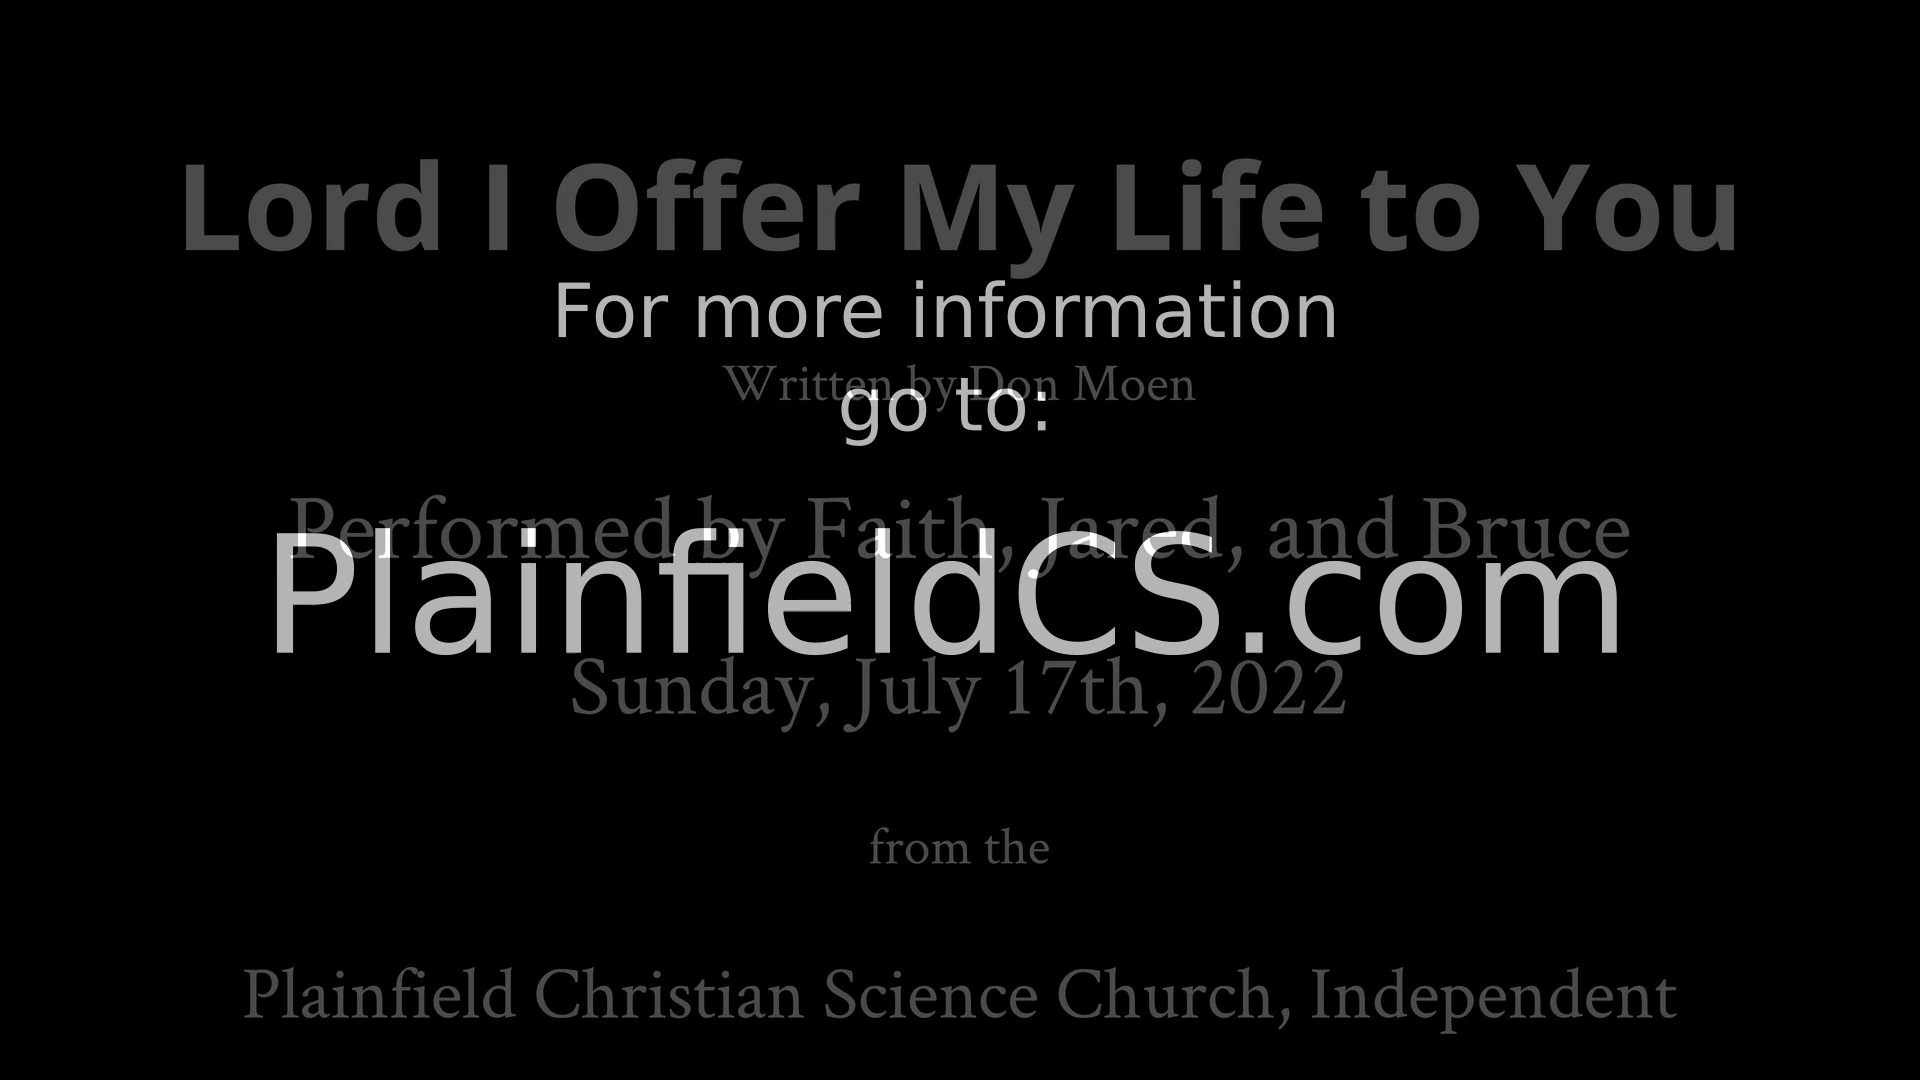 Lord I Offer My Life to You
For more information
Written by Don Moen
go to:
Performed by Faith, Jared, and Bruce
PlainfieldCS.com
Sunday, July 17th, 2022
from the
Plainfield Christian Science Church, Independent